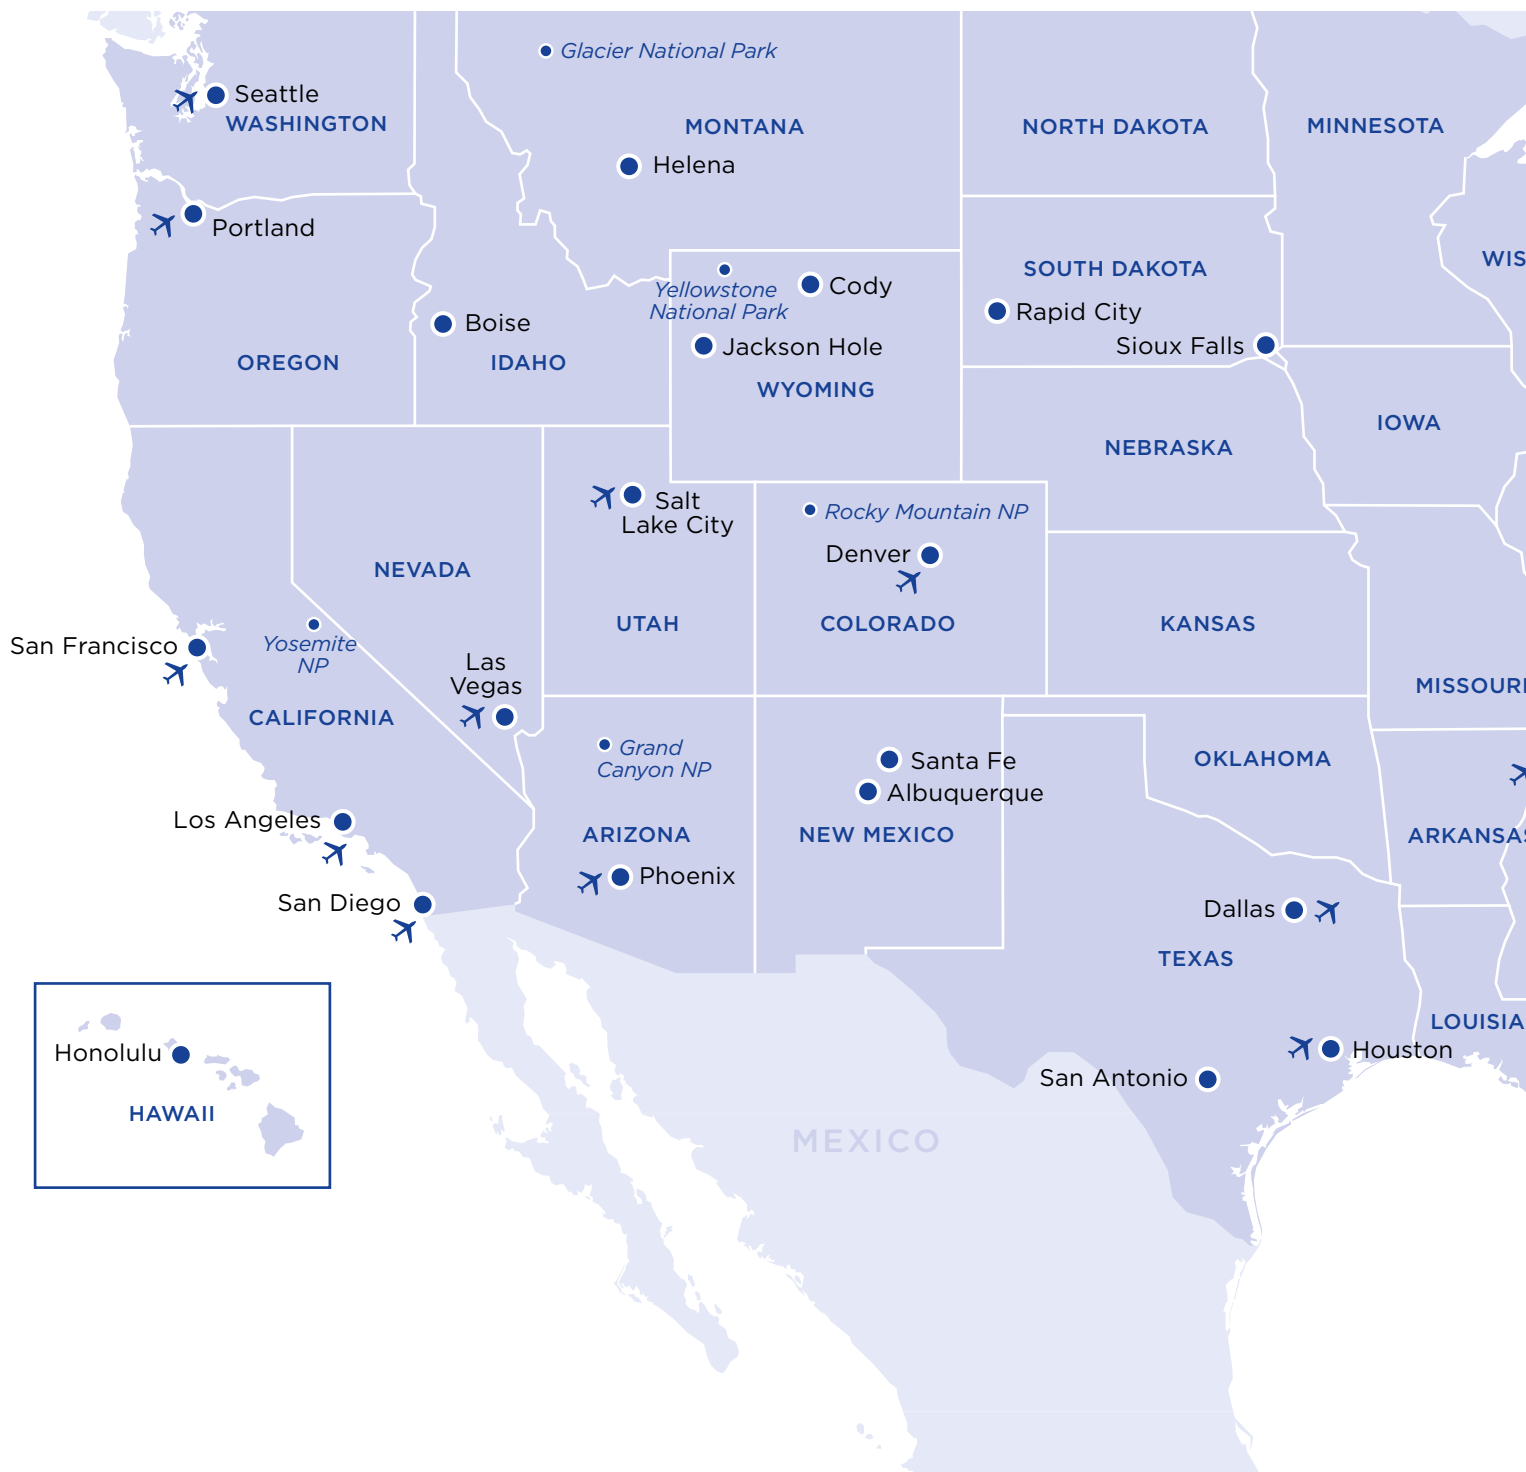 Glacier National Park
Seattle
WASHINGTON
MONTANA
NORTH DAKOTA
MINNESOTA
Helena
Portland
WIS
SOUTH DAKOTA
Yellowstone
National Park
Cody
Rapid City
Boise
Jackson Hole
Sioux Falls
OREGON
IDAHO
WYOMING
IOWA
NEBRASKA
Salt
Lake City
Rocky Mountain NP
Denver
NEVADA
UTAH
COLORADO
KANSAS
San Francisco
Yosemite
NP
Las
Vegas
MISSOURI
CALIFORNIA
Grand
Canyon NP
Santa Fe
OKLAHOMA
Albuquerque
Los Angeles
ARIZONA
NEW MEXICO
ARKANSAS
Phoenix
San Diego
Dallas
TEXAS
LOUISIA
Honolulu
Houston
San Antonio
HAWAII
MEXICO